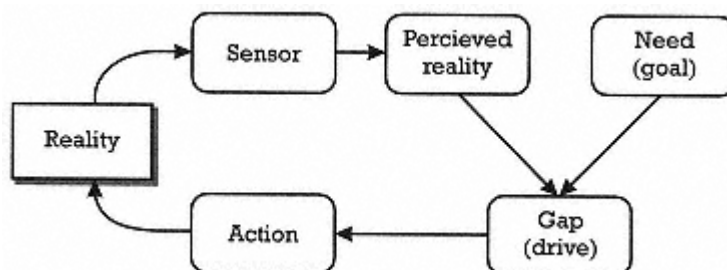 Sensor
Percieved
reality
Need
(goal)
Reality
Action
Gap
(drive)